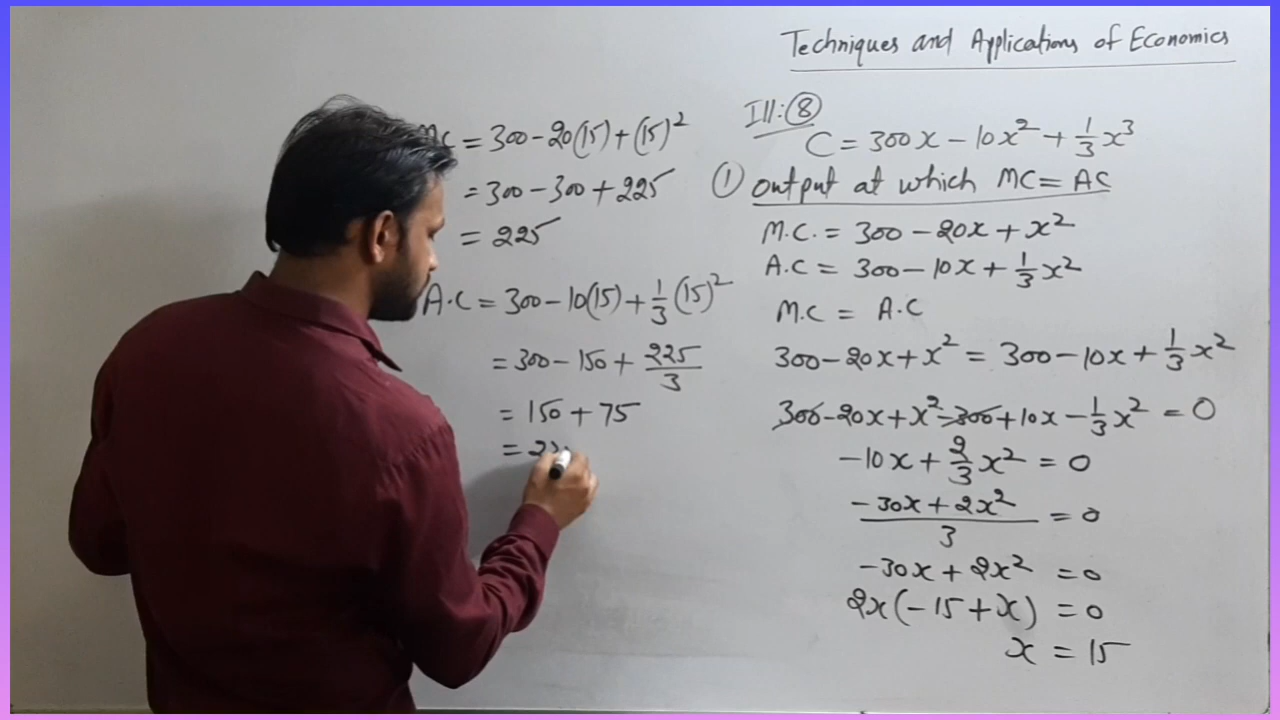 Techniques and Applications of Economics
Ill: 8
C = 300x - 10x² + 1/3 x³
① output at which MC = AC
M.C. = 300 - 20x + x²
A.C = 300 - 10x + 1/3 x²
M.C = A.C
300 - 20x + x² = 300 - 10x + 1/3 x²
300 - 20x + x² - 300 + 10x - 1/3 x² = 0
-10x + 2/3 x² = 0
-30x + 2x² / 3 = 0
-30x + 2x² = 0
2x(-15 + x) = 0
x = 15
MC = 300 - 20(15) + (15)²
= 300 - 300 + 225
= 225
A.C = 300 - 10(15) + 1/3 (15)²
= 300 - 150 + 225/3
= 150 + 75